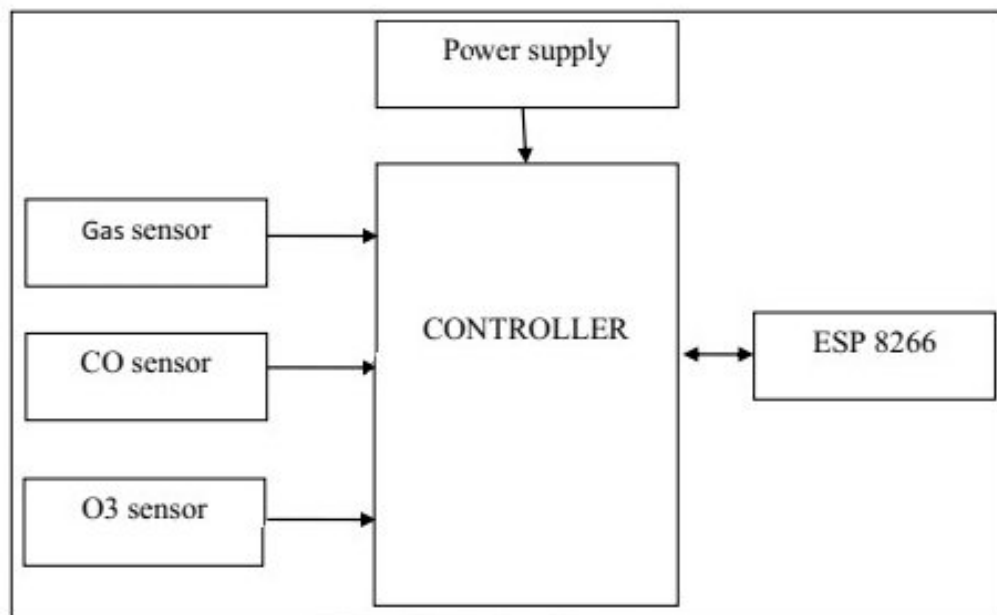 Power supply
Gas sensor
CO sensor
O3 sensor
CONTROLLER
ESP 8266